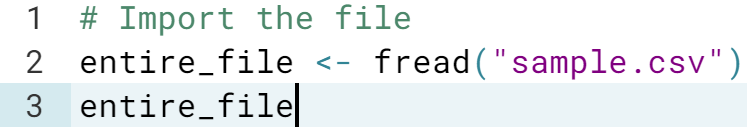 1 # Import the file
2 entire_file <- fread("sample.csv")
3 entire_file